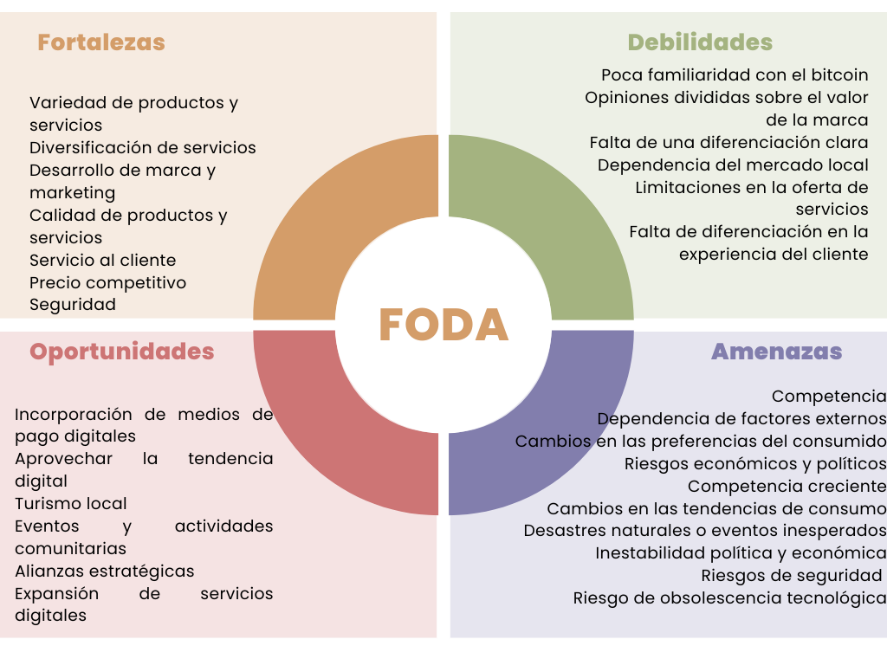 Fortalezas
Variedad de productos y
servicios
Diversificación de servicios
Desarrollo de marca y
marketing
Calidad de productos y
servicios
Servicio al cliente
Precio competitivo
Seguridad
Debilidades
Poca familiaridad con el bitcoin
Opiniones divididas sobre el valor
de la marca
Falta de una diferenciación clara
Dependencia del mercado local
Limitaciones en la oferta de
servicios
Falta de diferenciación en la
experiencia del cliente
FODA
Oportunidades
Incorporación de medios de
pago digitales
Aprovechar la tendencia
digital
Turismo local
Eventos y actividades
comunitarias
Alianzas estratégicas
Expansión de servicios
digitales
Amenazas
Competencia
Dependencia de factores externos
Cambios en las preferencias del consumido
Riesgos económicos y políticos
Competencia creciente
Cambios en las tendencias de consumo
Desastres naturales o eventos inesperados
Inestabilidad política y económica
Riesgos de seguridad
Riesgo de obsolescencia tecnológica